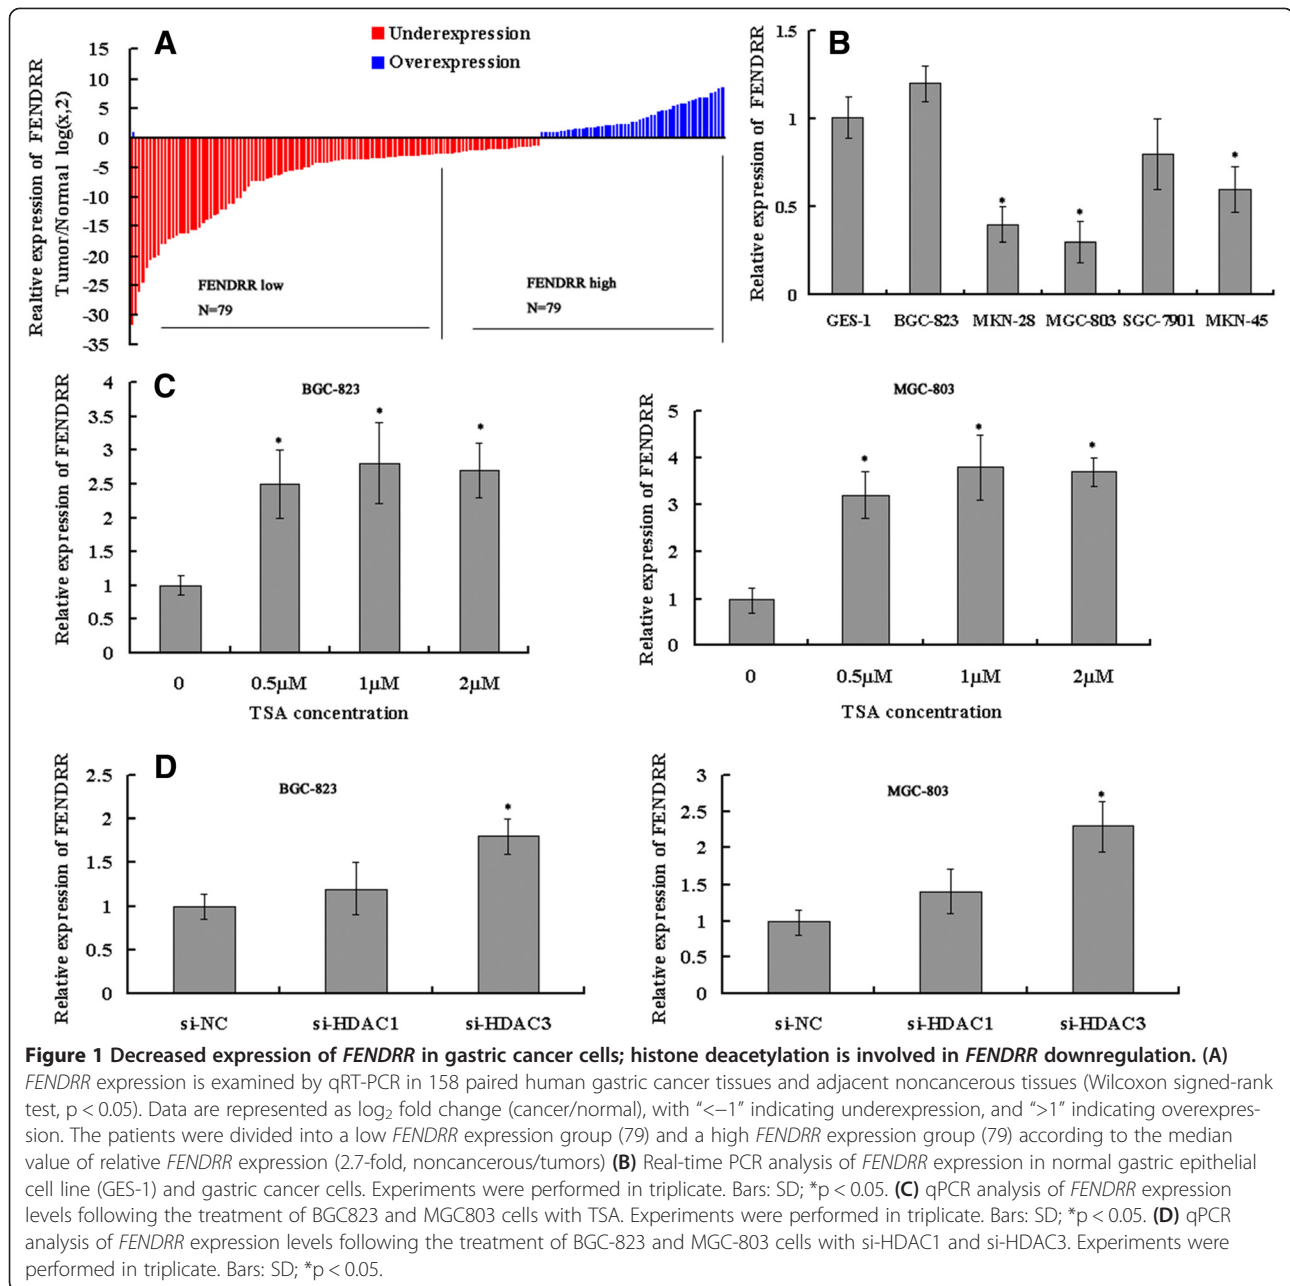 A
Underexpression
Overexpression
Realtive expression of FENDRR
Tumor/Normal log(x,2)
15
10
5
0
-5
-10
-15
-20
-25
-30
-35
FENDRR low
N=79
FENDRR high
N=79
B
Relative expression of FENDRR
1.5
1
0.5
0
* * *
GES-1 BGC-823 MKN-28 MGC-803 SGC-7901 MKN-45
C
BGC-823
Relative expression of FENDRR
4
3.5
3
2.5
2
1.5
1
0.5
0
* * *
0 0.5μM 1μM 2μM
TSA concentration
MGC-803
Relative expression of FENDRR
5
4
3
2
1
0
* * *
0 0.5μM 1μM 2μM
TSA concentration
D
BGC-823
Relative expression of FENDRR
2.5
2
1.5
1
0.5
0
*
si-NC si-HDAC1 si-HDAC3
MGC-803
Relative expression of FENDRR
3
2.5
2
1.5
1
0.5
0
*
si-NC si-HDAC1 si-HDAC3
Figure 1 Decreased expression of FENDRR in gastric cancer cells; histone deacetylation is involved in FENDRR downregulation. (A)
FENDRR expression is examined by qRT-PCR in 158 paired human gastric cancer tissues and adjacent noncancerous tissues (Wilcoxon signed-rank
test, p < 0.05). Data are represented as log₂ fold change (cancer/normal), with “<−1” indicating underexpression, and “>1” indicating overexpres-
sion. The patients were divided into a low FENDRR expression group (79) and a high FENDRR expression group (79) according to the median
value of relative FENDRR expression (2.7-fold, noncancerous/tumors) (B) Real-time PCR analysis of FENDRR expression in normal gastric epithelial
cell line (GES-1) and gastric cancer cells. Experiments were performed in triplicate. Bars: SD; *p < 0.05. (C) qPCR analysis of FENDRR expression
levels following the treatment of BGC823 and MGC803 cells with TSA. Experiments were performed in triplicate. Bars: SD; *p < 0.05. (D) qPCR
analysis of FENDRR expression levels following the treatment of BGC-823 and MGC-803 cells with si-HDAC1 and si-HDAC3. Experiments were
performed in triplicate. Bars: SD; *p < 0.05.